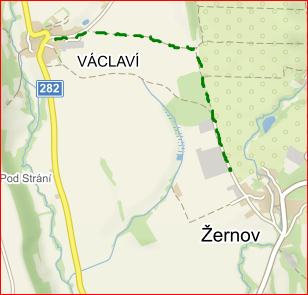 VÁCLAVÍ
282
Pod Strání
Žernov